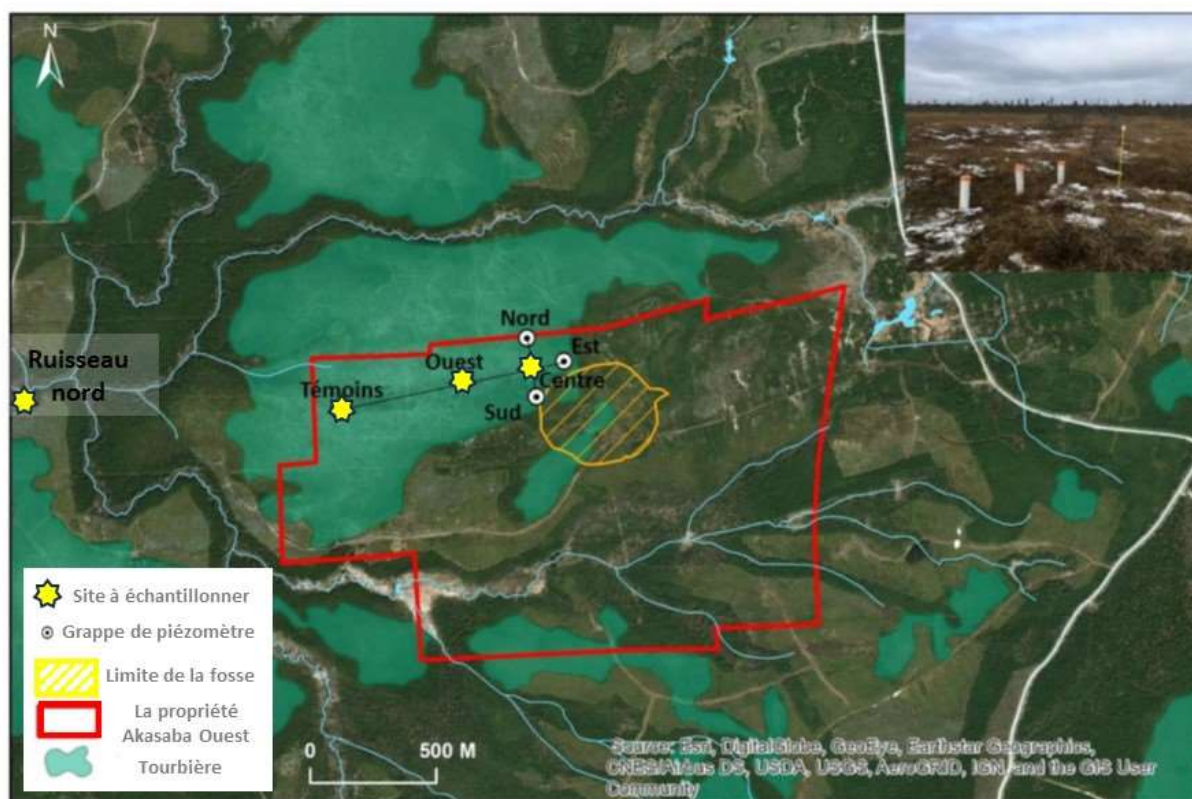 N
Nord
Est
Ouest
Centre
Témoins
Sud
Ruisseau
nord
Site à échantillonner
Grappe de piézomètre
Limite de la fosse
La propriété
Akasaba Ouest
Tourbière
0 500 M
Source: Esri, DigitalGlobe, GeoEye, Earthstar Geographics,
CNES/Airbus DS, USDA, USGS, AeroGRID, IGN, and the GIS User
Community